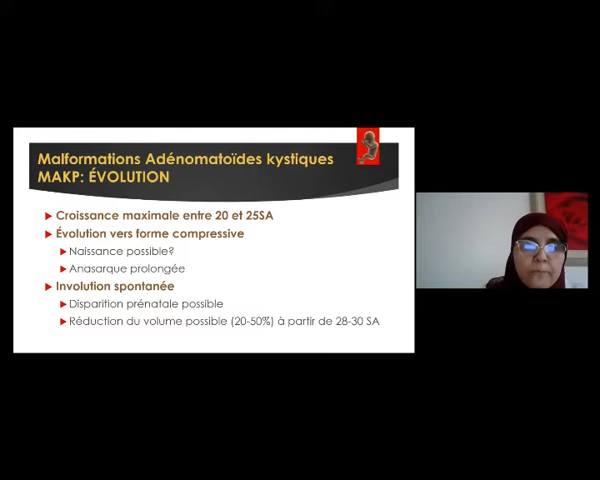 Malformations Adénomatoïdes kystiques
MAKP: ÉVOLUTION
Croissance maximale entre 20 et 25SA
Évolution vers forme compressive
Naissance possible?
Anasarque prolongée
Involution spontanée
Disparition prénatale possible
Réduction du volume possible (20-50%) à partir de 28-30 SA